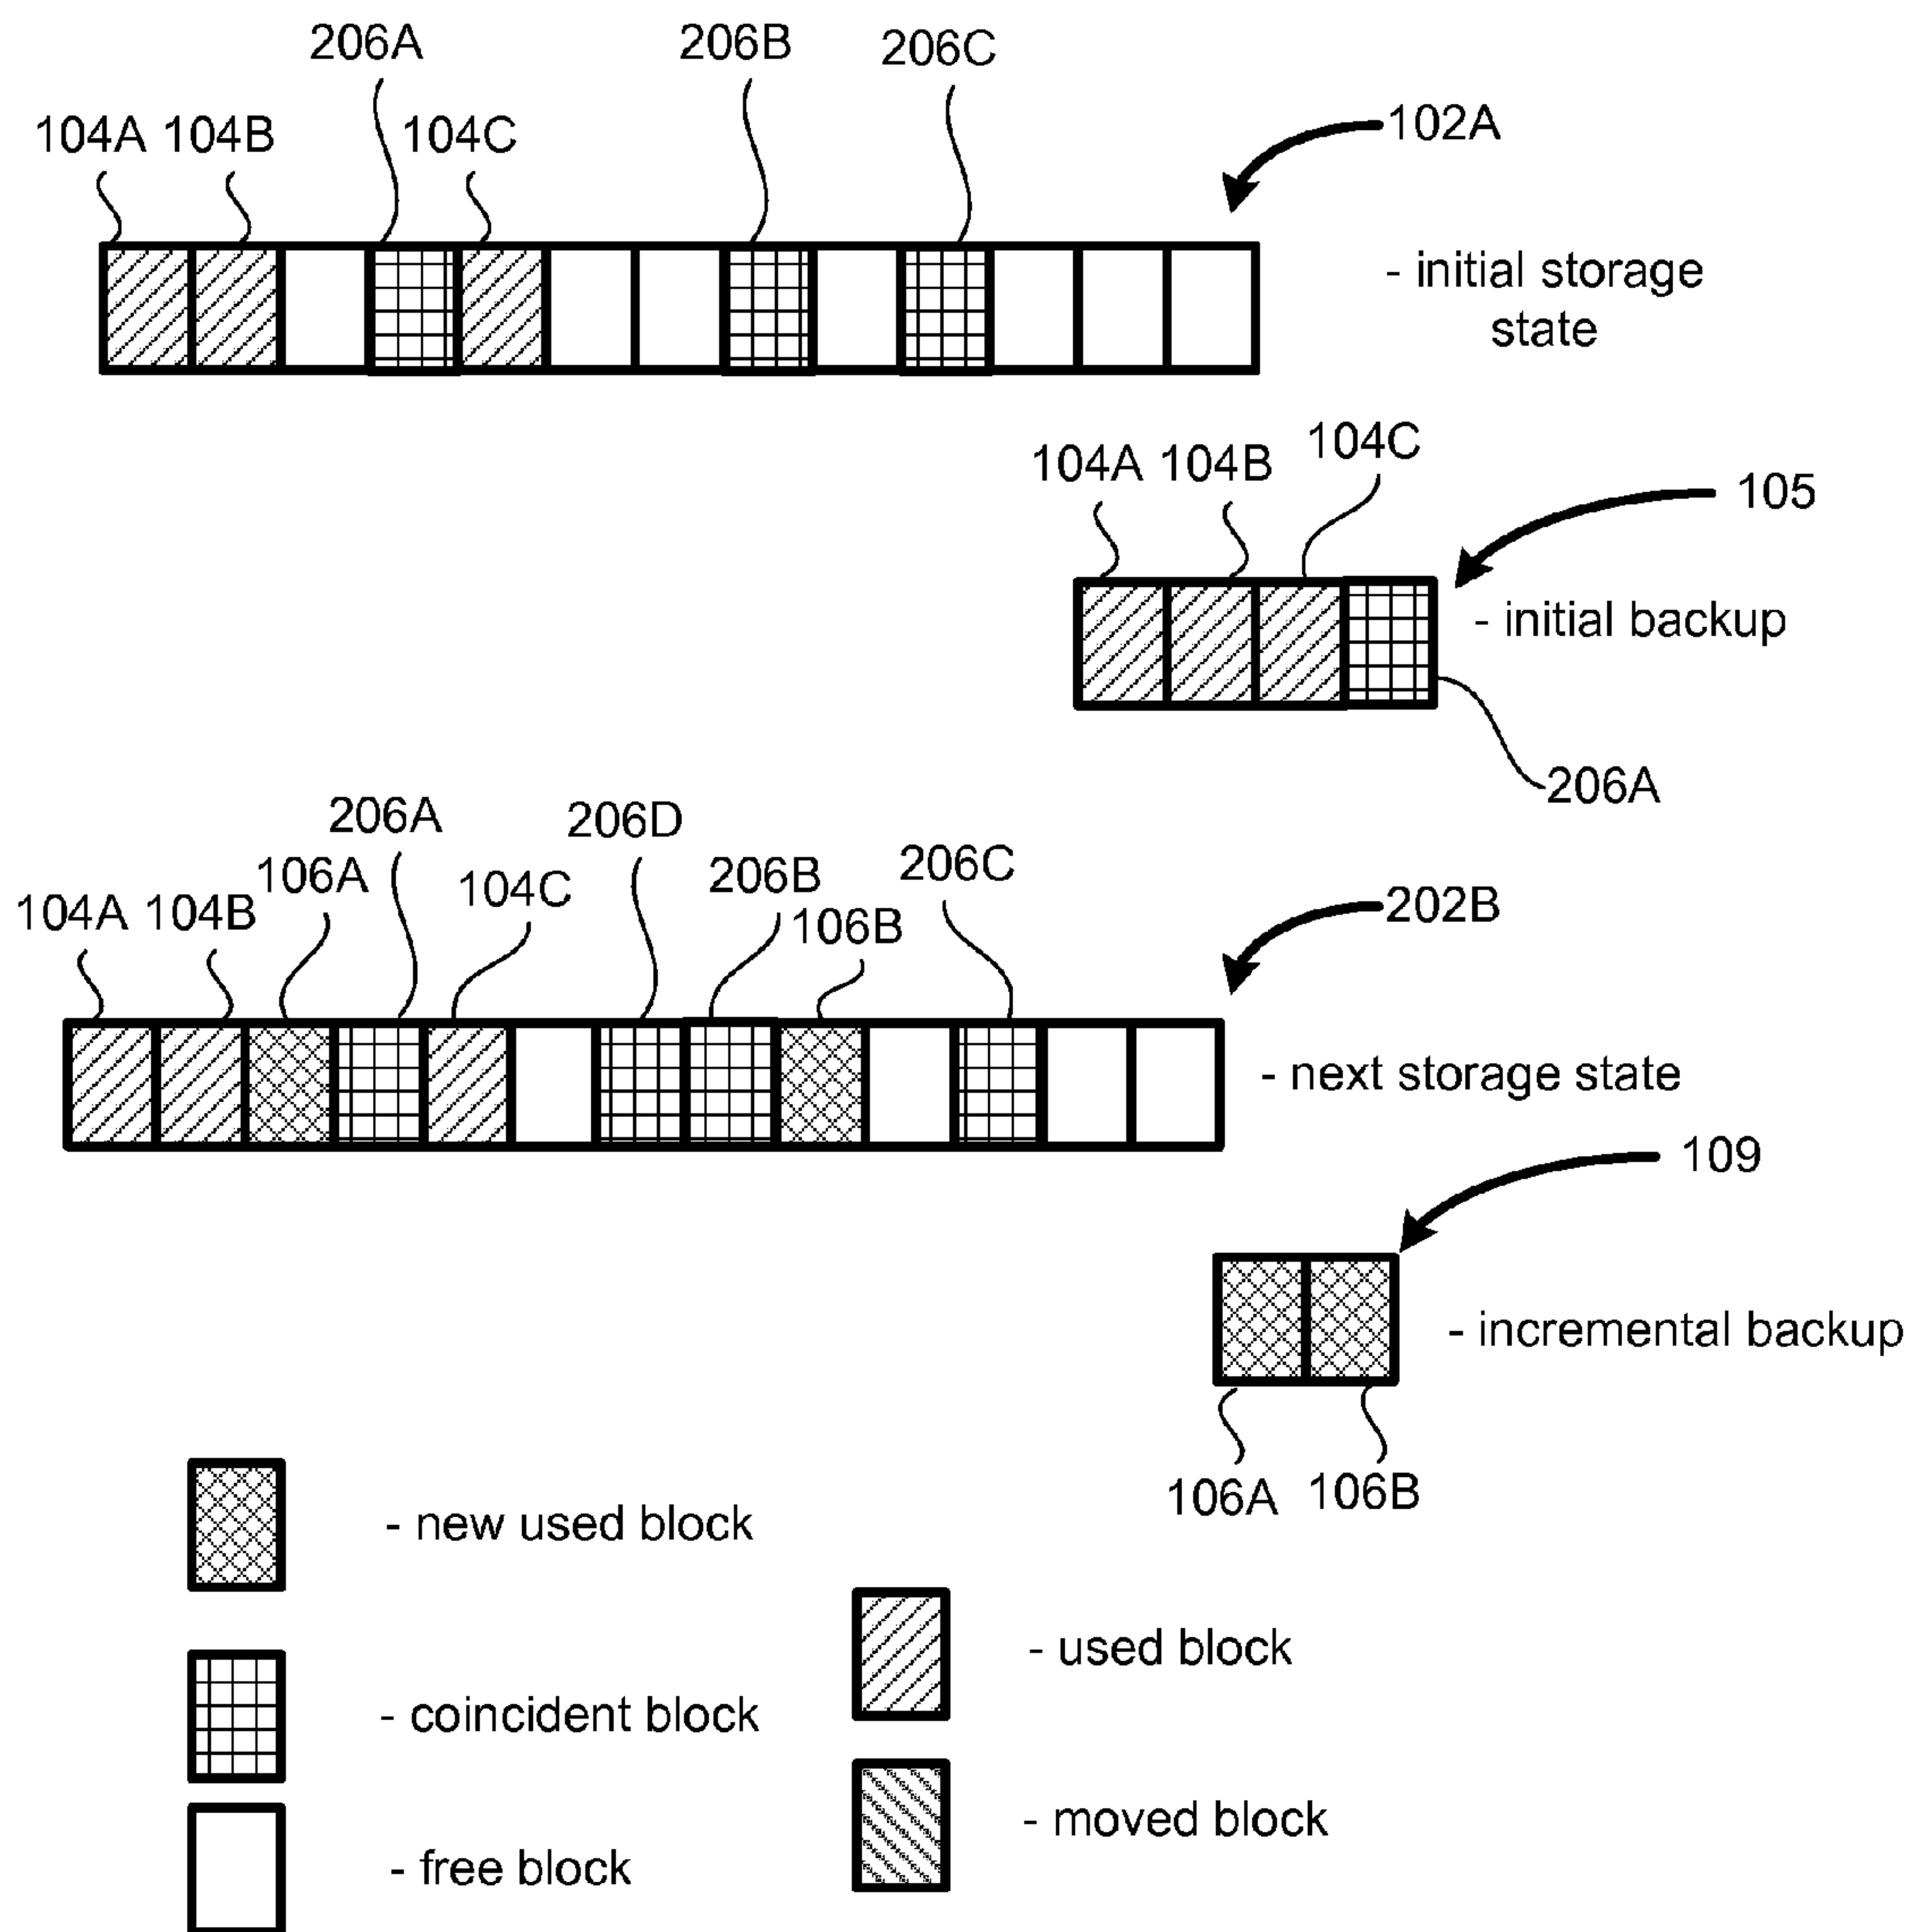 206A 206B 206C
104A 104B 104C 102A
- initial storage
state
104A 104B 104C
105
- initial backup
206A
206A 206D
106A 104C 206B 206C
104A 104B 106B 202B
- next storage state
109
- incremental backup
106A 106B
- new used block
- used block
- coincident block
- moved block
- free block